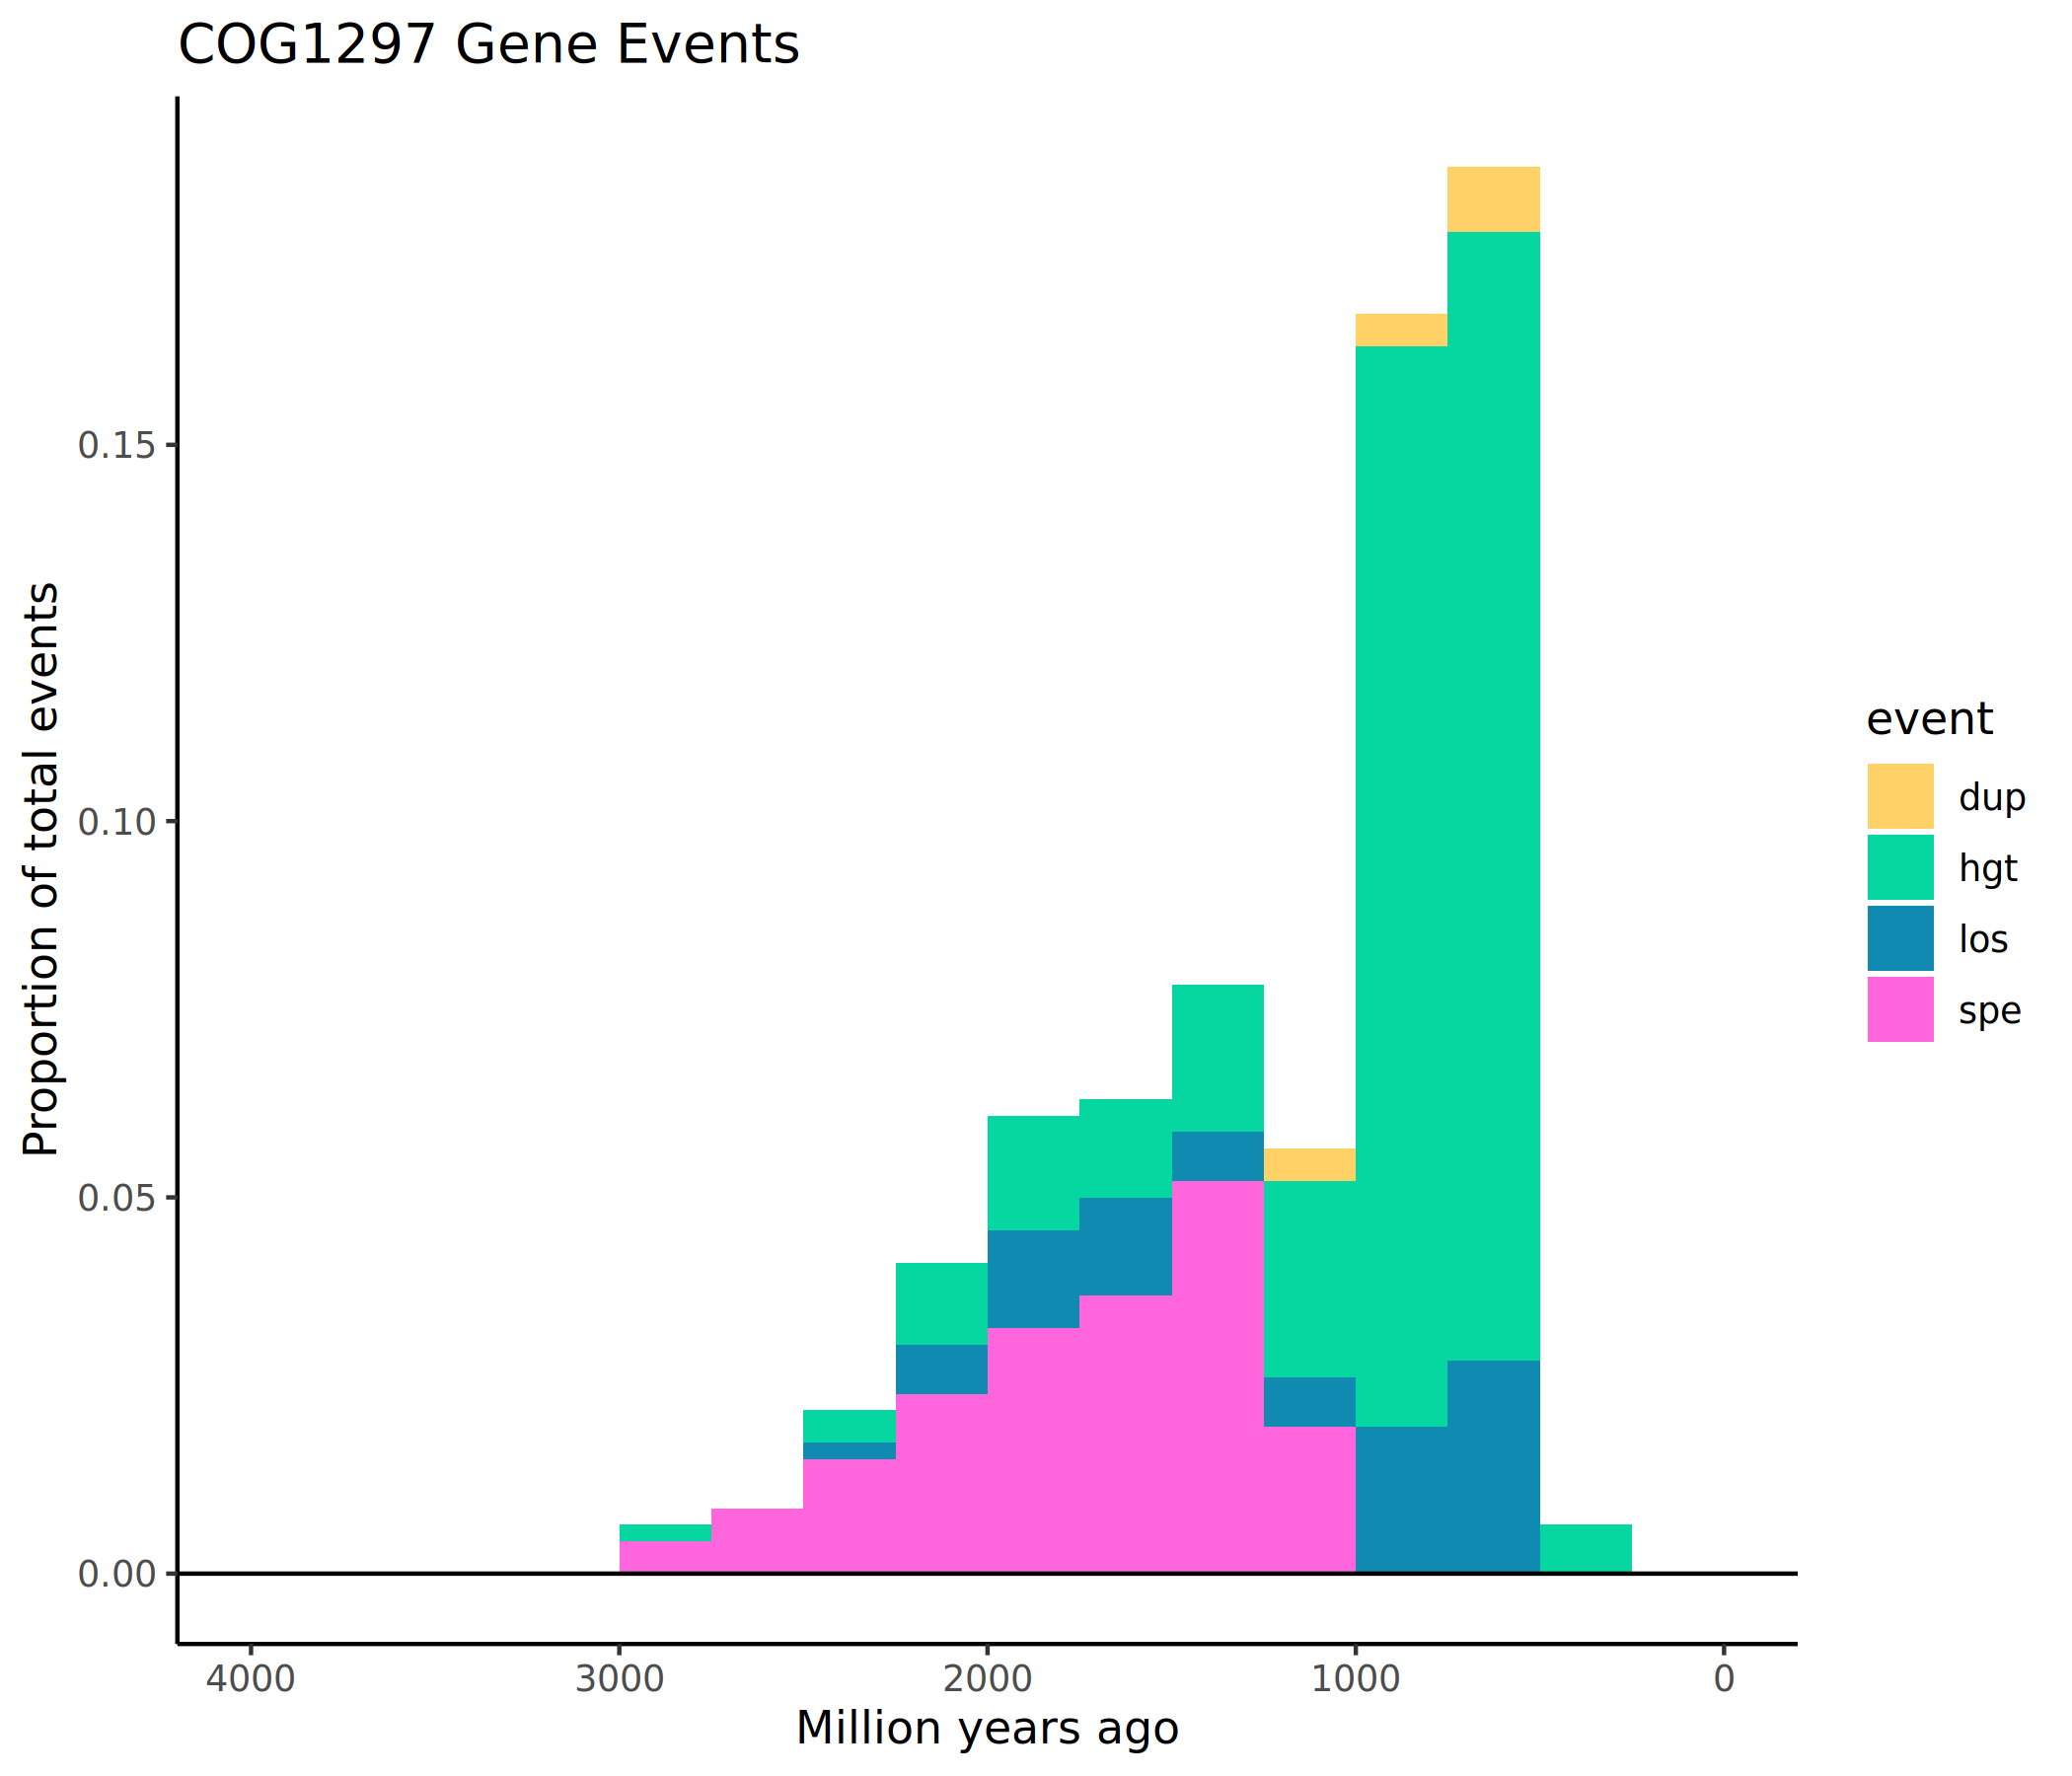 COG1297 Gene Events
Proportion of total events
0.15
0.10
0.05
0.00
4000 3000 2000 1000 0
Million years ago
event
dup
hgt
los
spe